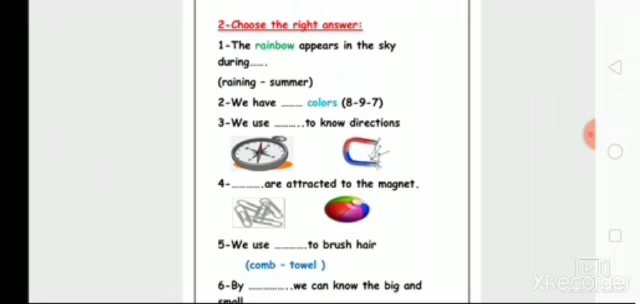 2-Choose the right answer:
1-The rainbow appears in the sky
during.......
(raining - summer)
2-We have ........ colors (8-9-7)
3-We use ...........to know directions
4-............are attracted to the magnet.
5-We use ............to brush hair
(comb - towel )
6-By ...............we can know the big and
small
XRecorder